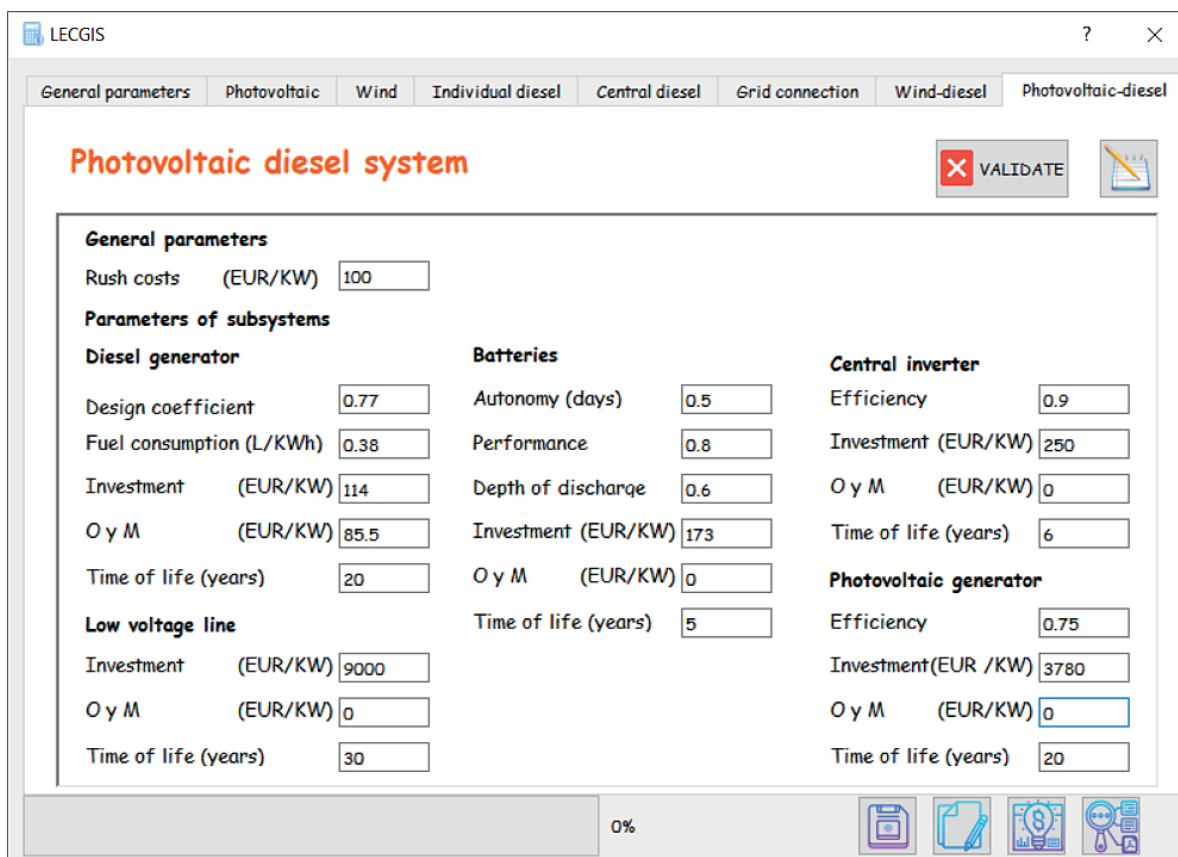 LECGIS
?
General parameters Photovoltaic Wind Individual diesel Central diesel Grid connection Wind-diesel Photovoltaic-diesel
Photovoltaic diesel system
VALIDATE
General parameters
Rush costs (EUR/KW) 100
Parameters of subsystems
Diesel generator
Design coefficient 0.77
Fuel consumption (L/KWh) 0.38
Investment (EUR/KW) 114
O y M (EUR/KW) 85.5
Time of life (years) 20
Low voltage line
Investment (EUR/KW) 9000
O y M (EUR/KW) 0
Time of life (years) 30
Batteries
Autonomy (days) 0.5
Performance 0.8
Depth of discharge 0.6
Investment (EUR/KW) 173
O y M (EUR/KW) 0
Time of life (years) 5
Central inverter
Efficiency 0.9
Investment (EUR/KW) 250
O y M (EUR/KW) 0
Time of life (years) 6
Photovoltaic generator
Efficiency 0.75
Investment(EUR /KW) 3780
O y M (EUR/KW) 0
Time of life (years) 20
0%